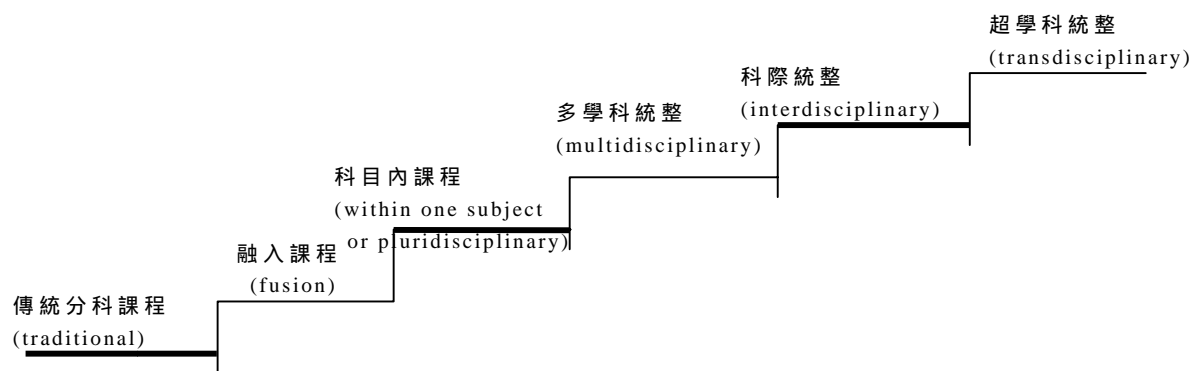 超學科統整
(transdisciplinary)
科際統整
(interdisciplinary)
多學科統整
(multidisciplinary)
科目內課程
(within one subject
or pluridisciplinary)
融入課程
(fusion)
傳統分科課程
(traditional)